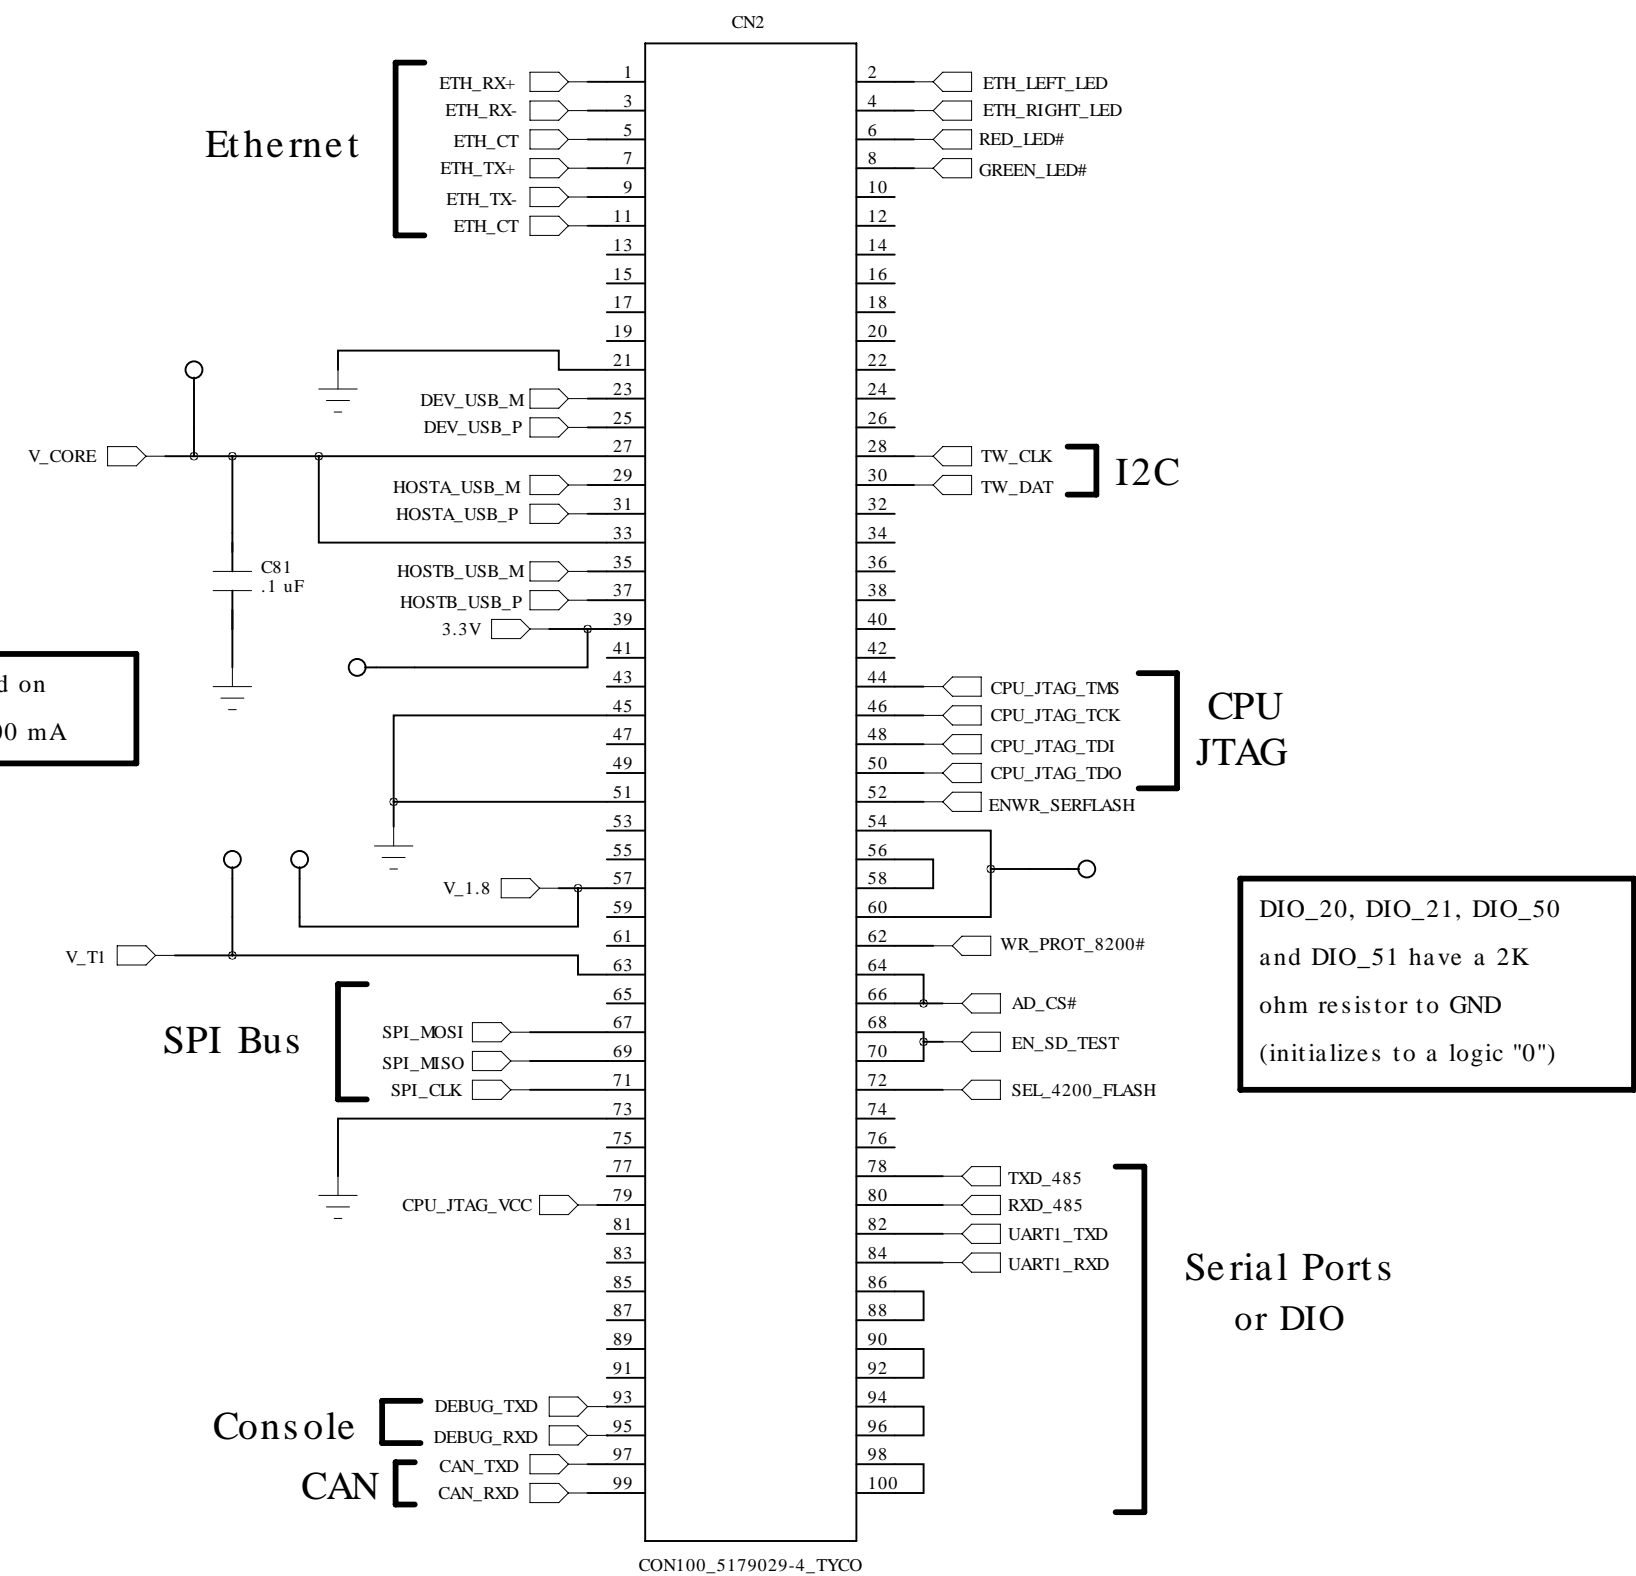 CN2
Ethernet
ETH_RX+ 1
ETH_RX- 3
ETH_CT 5
ETH_TX+ 7
ETH_TX- 9
ETH_CT 11
13
15
17
19
21
DEV_USB_M 23
DEV_USB_P 25
V_CORE 27
HOSTA_USB_M 29
HOSTA_USB_P 31
33
C81
.1 uF
HOSTB_USB_M 35
HOSTB_USB_P 37
3.3V 39
41
d on
00 mA
43
45
47
49
51
53
55
V_1.8 57
59
61
V_T1 63
65
SPI Bus
SPI_MOSI 67
SPI_MISO 69
SPI_CLK 71
73
75
77
CPU_JTAG_VCC 79
81
83
85
87
89
91
Console
DEBUG_TXD 93
DEBUG_RXD 95
CAN
CAN_TXD 97
CAN_RXD 99
2 ETH_LEFT_LED
4 ETH_RIGHT_LED
6 RED_LED#
8 GREEN_LED#
10
12
14
16
18
20
22
24
26
28 TW_CLK
30 TW_DAT
I2C
32
34
36
38
40
42
44 CPU_JTAG_TMS
46 CPU_JTAG_TCK
48 CPU_JTAG_TDI
50 CPU_JTAG_TDO
CPU
JTAG
52 ENWR_SERFLASH
54
56
58
60
62 WR_PROT_8200#
64
66 AD_CS#
68
70 EN_SD_TEST
72 SEL_4200_FLASH
74
76
78 TXD_485
80 RXD_485
82 UART1_TXD
84 UART1_RXD
86
88
90
92
94
96
98
100
Serial Ports
or DIO
DIO_20, DIO_21, DIO_50
and DIO_51 have a 2K
ohm resistor to GND
(initializes to a logic "0")
CON100_5179029-4_TYCO